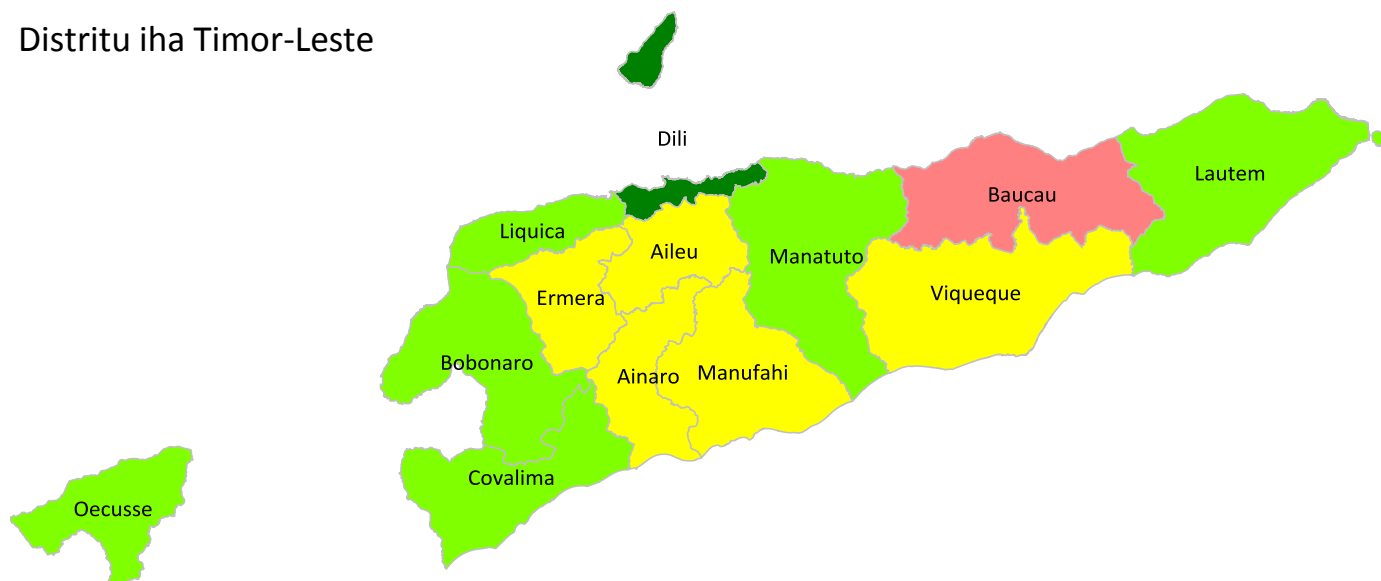 Distritu iha Timor-Leste
Dili
Lautem
Baucau
Liquica
Aileu
Manatuto
Viqueque
Ermera
Bobonaro
Ainaro
Manufahi
Covalima
Oecusse